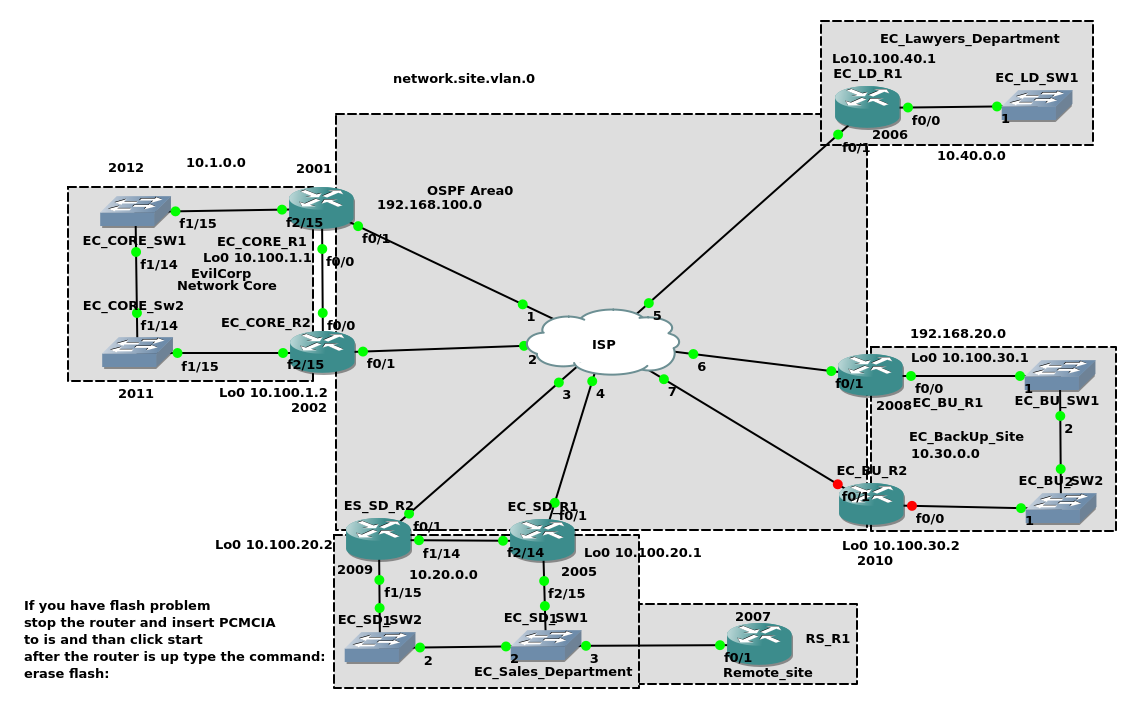 EC_Lawyers_Department
Lo10.100.40.1
EC_LD_R1
EC_LD_SW1
network.site.vlan.0
f0/0
1
2006
f0/1
10.40.0.0
2012
10.1.0.0
2001
OSPF Area0
192.168.100.0
f1/15
f2/15
EC_CORE_SW1
EC_CORE_R1
f0/1
Lo0 10.100.1.1
f0/0
f1/14
EvilCorp
Network Core
EC_CORE_Sw2
f1/14
EC_CORE_R2
f0/0
1
5
ISP
2
f1/15
f2/15
f0/1
6
3
4
7
2011
Lo0 10.100.1.2
2002
192.168.20.0
Lo0 10.100.30.1
f0/1
f0/0
1
2008
EC_BU_R1
EC_BU_SW1
2
EC_BackUp_Site
10.30.0.0
EC_BU_R2
f0/1
EC_BU_SW2
2
f0/0
1
Lo0 10.100.30.2
2010
ES_SD_R2
EC_SD_R1
f0/1
f0/1
Lo0 10.100.20.2
f1/14
f2/14
Lo0 10.100.20.1
2009
10.20.0.0
2005
f1/15
f2/15
EC_SD_SW2
1
EC_SD_SW1
1
2
2
3
EC_Sales_Department
2007
RS_R1
f0/1
Remote_site
If you have flash problem
stop the router and insert PCMCIA
to is and than click start
after the router is up type the command:
erase flash: